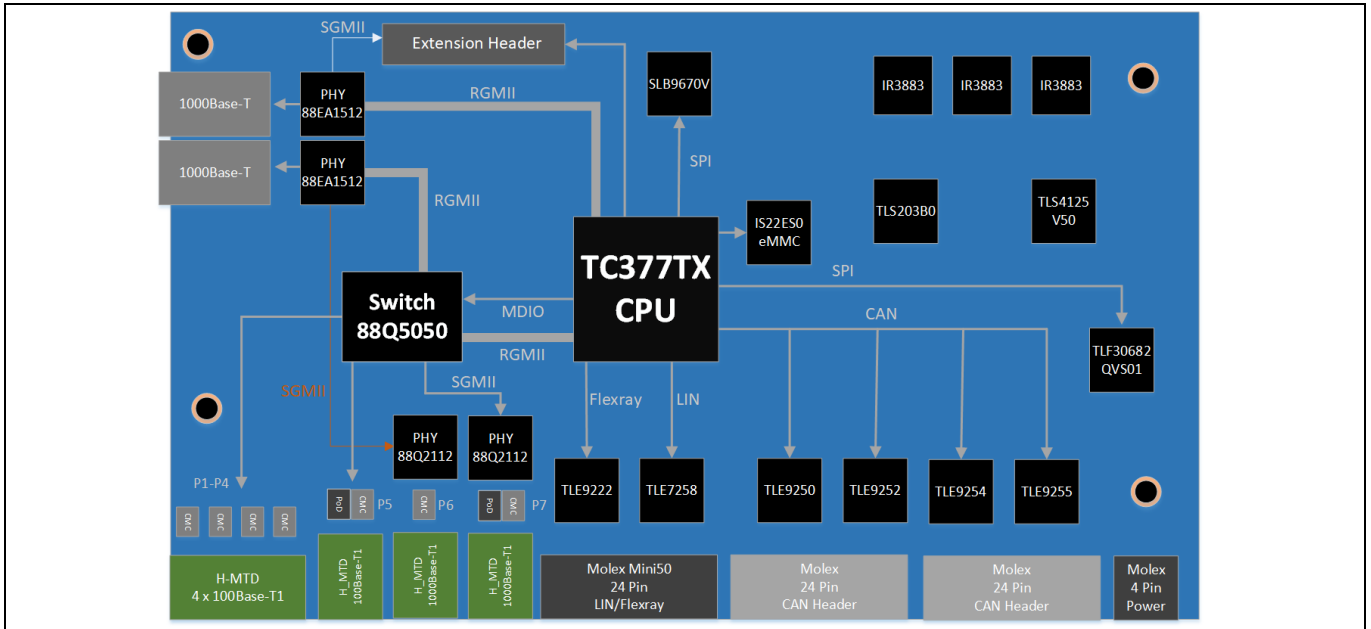 SGMII
Extension Header
1000Base-T
PHY
88EA1512
RGMII
SLB9670V
IR3883
IR3883
IR3883
1000Base-T
PHY
88EA1512
SPI
RGMII
IS22ES0
eMMC
TLS203B0
TLS4125
V50
TC377TX
CPU
SPI
Switch
88Q5050
MDIO
CAN
RGMII
TLF30682
QVS01
SGMII
SGMII
Flexray
LIN
PHY
88Q2112
PHY
88Q2112
TLE9222
TLE7258
TLE9250
TLE9252
TLE9254
TLE9255
P1-P4
CMC
CMC
CMC
CMC
PoD
CMC
P5
CMC
P6
PoD
CMC
P7
H-MTD
4 x 100Base-T1
H_MTD
100Base-T1
H_MTD
1000Base-T1
H_MTD
1000Base-T1
Molex Mini50
24 Pin
LIN/Flexray
Molex
24 Pin
CAN Header
Molex
24 Pin
CAN Header
Molex
4 Pin
Power